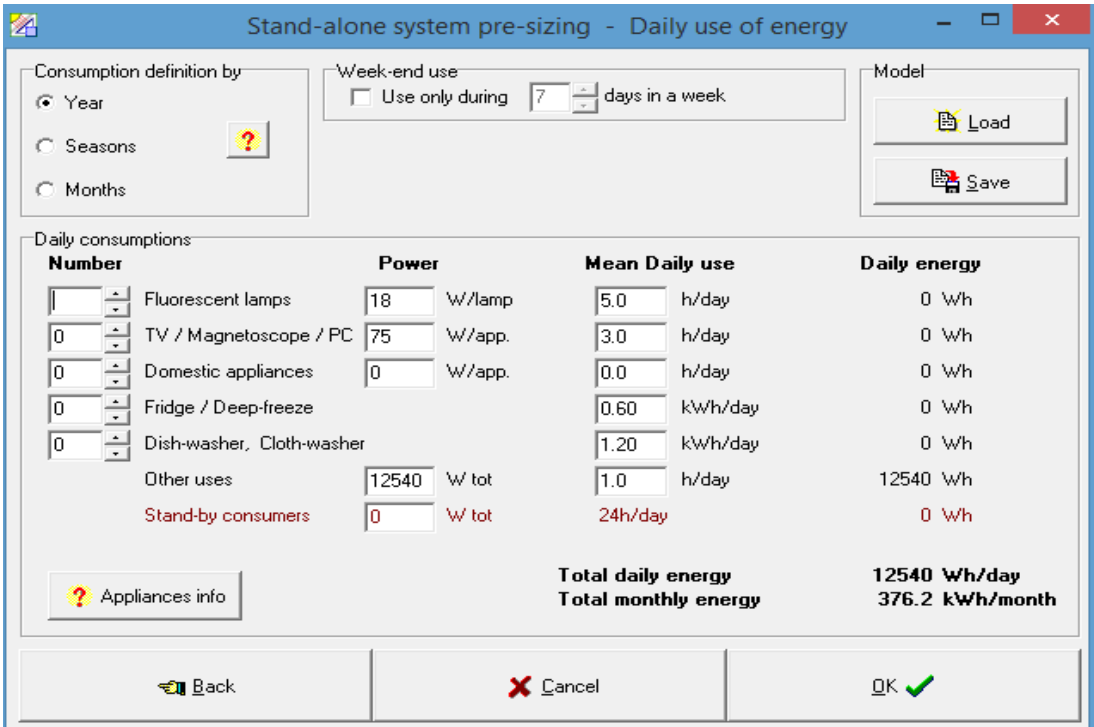 Stand-alone system pre-sizing - Daily use of energy
Consumption definition by
Year
Seasons
?
Months
Week-end use
Use only during 7 days in a week
Model
Load
Save
Daily consumptions
Number Power Mean Daily use Daily energy
Fluorescent lamps 18 W/lamp 5.0 h/day 0 Wh
0 TV / Magnetoscope / PC 75 W/app. 3.0 h/day 0 Wh
0 Domestic appliances 0 W/app. 0.0 h/day 0 Wh
0 Fridge / Deep-freeze 0.60 kWh/day 0 Wh
0 Dish-washer, Cloth-washer 1.20 kWh/day 0 Wh
Other uses 12540 W tot 1.0 h/day 12540 Wh
Stand-by consumers 0 W tot 24h/day 0 Wh
Total daily energy 12540 Wh/day
Total monthly energy 376.2 kWh/month
? Appliances info
Back Cancel OK